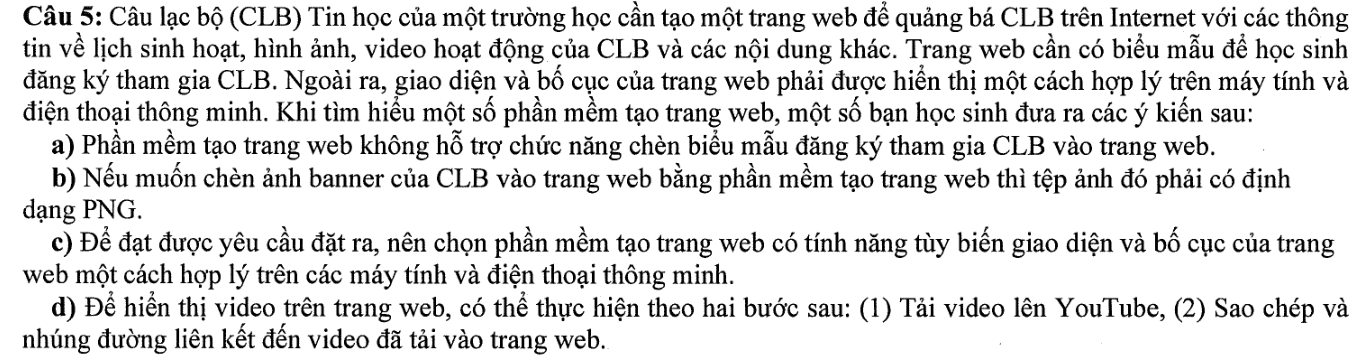 Câu 5: Câu lạc bộ (CLB) Tin học của một trường học cần tạo một trang web để quảng bá CLB trên Internet với các thông
tin về lịch sinh hoạt, hình ảnh, video hoạt động của CLB và các nội dung khác. Trang web cần có biểu mẫu để học sinh
đăng ký tham gia CLB. Ngoài ra, giao diện và bố cục của trang web phải được hiển thị một cách hợp lý trên máy tính và
điện thoại thông minh. Khi tìm hiểu một số phần mềm tạo trang web, một số bạn học sinh đưa ra các ý kiến sau:
a) Phần mềm tạo trang web không hỗ trợ chức năng chèn biểu mẫu đăng ký tham gia CLB vào trang web.
b) Nếu muốn chèn ảnh banner của CLB vào trang web bằng phần mềm tạo trang web thì tệp ảnh đó phải có định
dạng PNG.
c) Để đạt được yêu cầu đặt ra, nên chọn phần mềm tạo trang web có tính năng tùy biến giao diện và bố cục của trang
web một cách hợp lý trên các máy tính và điện thoại thông minh.
d) Để hiển thị video trên trang web, có thể thực hiện theo hai bước sau: (1) Tải video lên YouTube, (2) Sao chép và
nhúng đường liên kết đến video đã tải vào trang web.